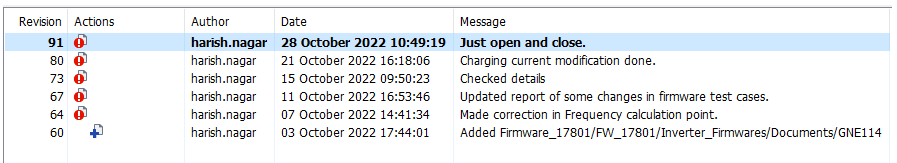 Revision Actions Author Date Message
91 harish.nagar 28 October 2022 10:49:19 Just open and close.
80 harish.nagar 21 October 2022 16:18:06 Charging current modification done.
73 harish.nagar 15 October 2022 09:50:23 Checked details
67 harish.nagar 11 October 2022 16:53:46 Updated report of some changes in firmware test cases.
64 harish.nagar 07 October 2022 14:41:34 Made correction in Frequency calculation point.
60 harish.nagar 03 October 2022 17:44:01 Added Firmware_17801/FW_17801/Inverter_Firmwares/Documents/GNE114